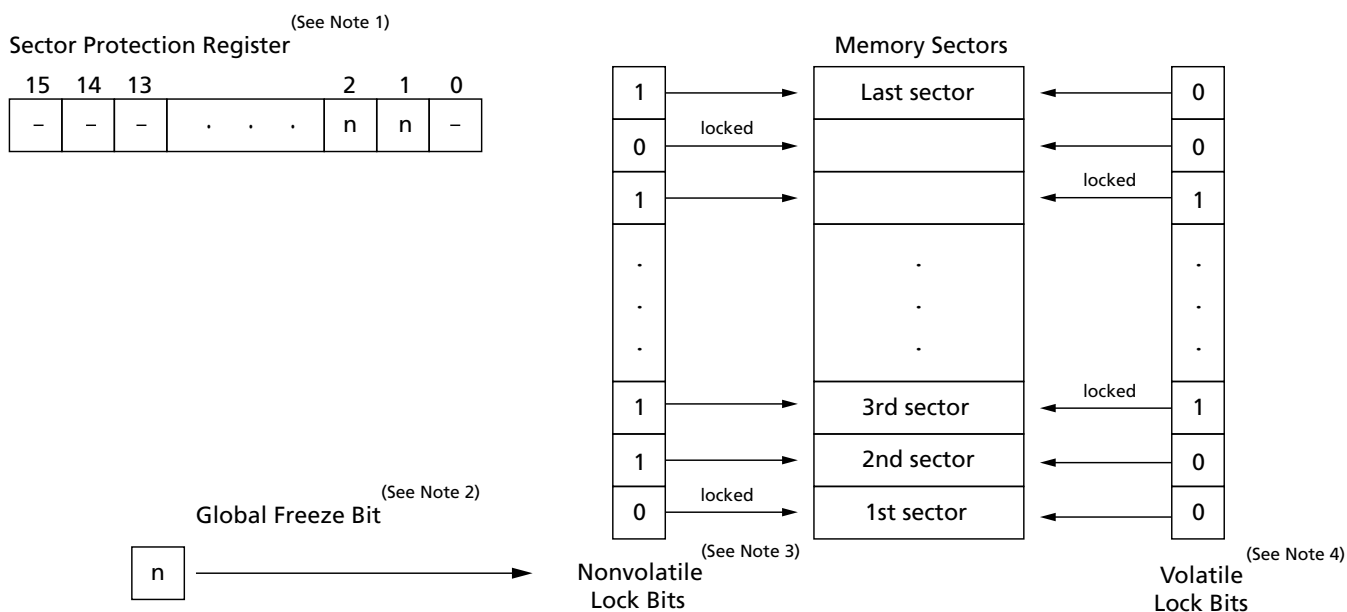 (See Note 1)
Sector Protection Register
15 14 13 2 1 0
– – – . . . n n –
Memory Sectors
1 Last sector 0
0 locked 0
1 locked 1
. . .
. . .
. . .
1 3rd sector locked 1
1 2nd sector 0
0 locked 1st sector 0
(See Note 2)
Global Freeze Bit
n
(See Note 3)
Nonvolatile
Lock Bits
(See Note 4)
Volatile
Lock Bits